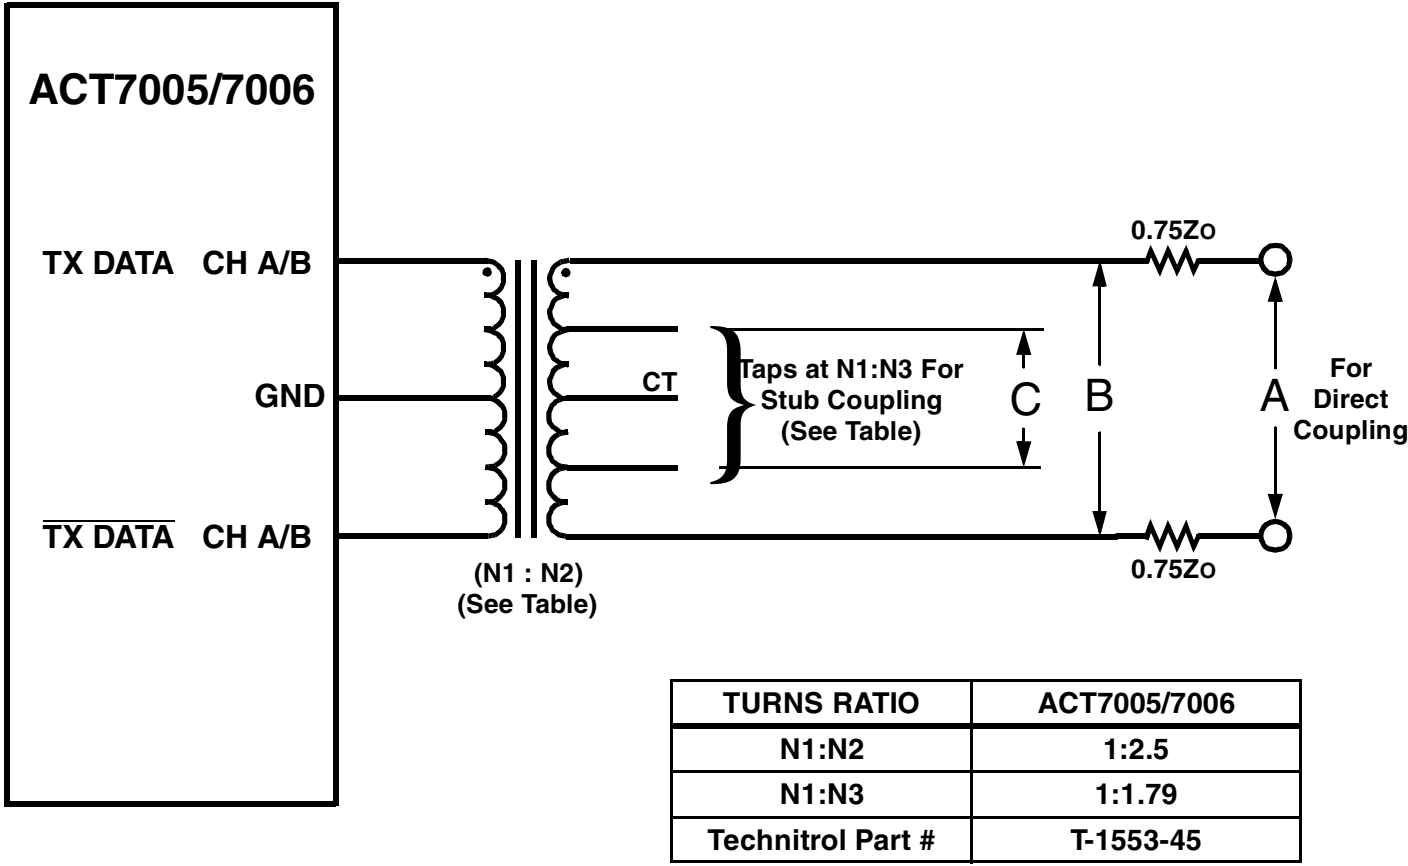 ACT7005/7006
TX DATA CH A/B
GND
TX DATA CH A/B
(N1 : N2)
(See Table)
CT
Taps at N1:N3 For
Stub Coupling
(See Table)
C
B
0.75ZO
0.75ZO
A
For
Direct
Coupling
TURNS RATIO ACT7005/7006
N1:N2 1:2.5
N1:N3 1:1.79
Technitrol Part # T-1553-45